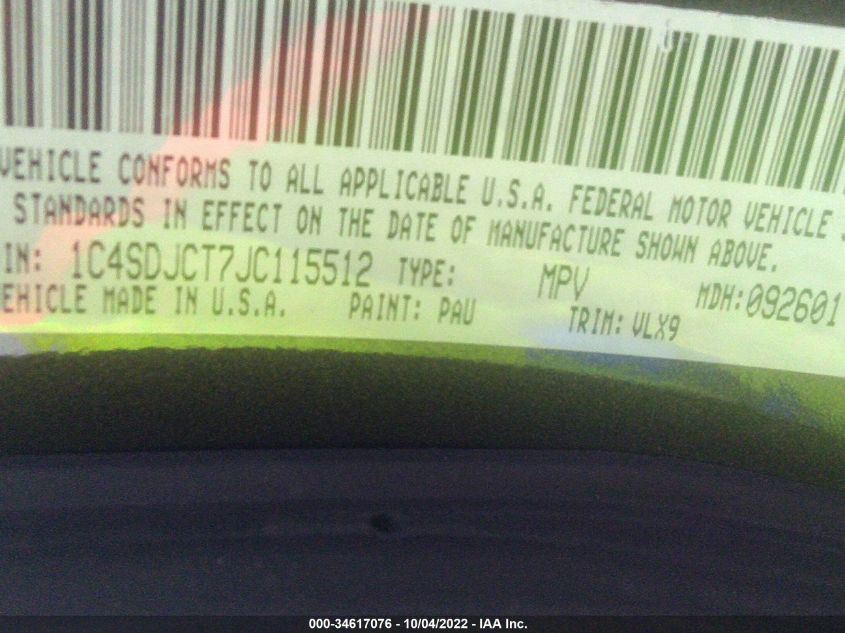 VEHICLE CONFORMS TO ALL APPLICABLE U.S.A. FEDERAL MOTOR VEHICLE
STANDARDS IN EFFECT ON THE DATE OF MANUFACTURE SHOWN ABOVE.
IN: 1C4SDJCT7JC115512 TYPE: MPV MDH:092601
EHICLE MADE IN U.S.A. PAINT: PAU TRIM: VLX9
000-34617076 - 10/04/2022 - IAA Inc.